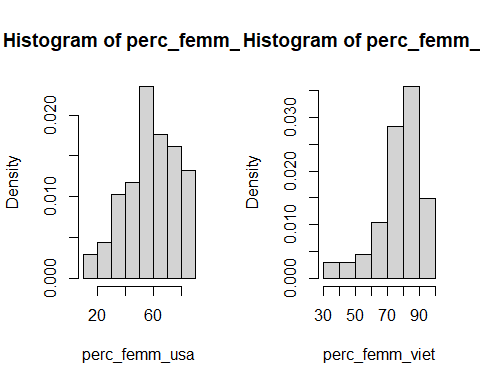 Histogram of perc_femm_
Density
0.000
0.010
0.020
20
60
perc_femm_usa
Histogram of perc_femm_
Density
0.000
0.010
0.020
0.030
30
50
70
90
perc_femm_viet